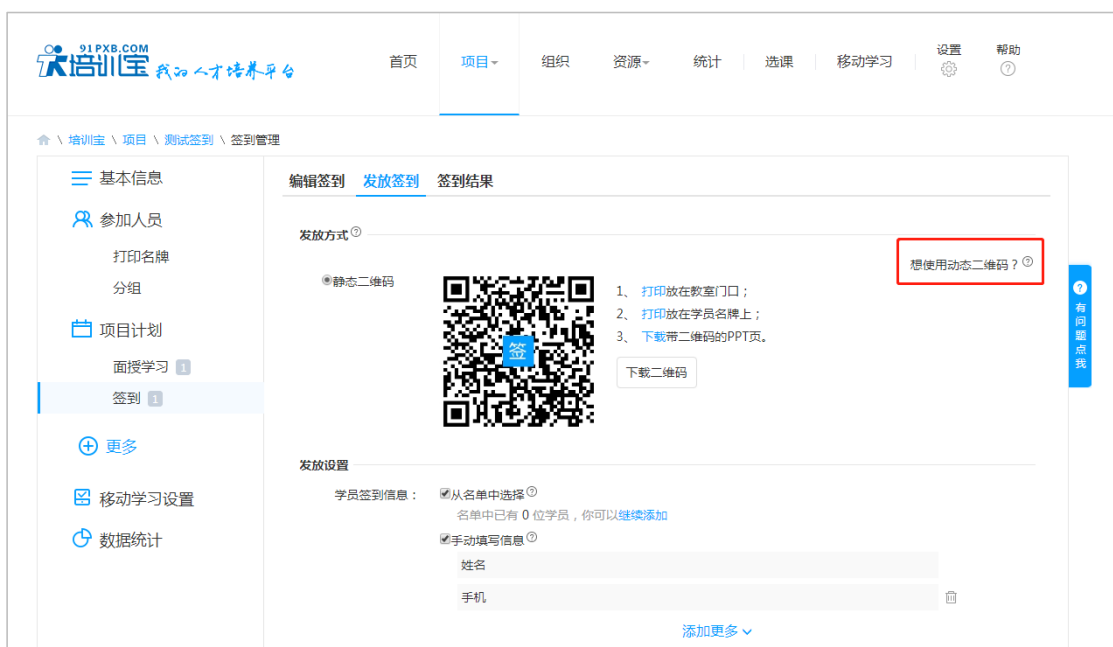 91PXB.COM
培训宝 我的人才培养平台
首页 项目 组织 资源 统计 选课 移动学习 设置 帮助
\ 培训宝 \ 项目 \ 测试签到 \ 签到管理
基本信息
参加人员
打印名牌
分组
项目计划
面授学习 1
签到 1
更多
移动学习设置
数据统计
编辑签到 发放签到 签到结果
发放方式
想使用动态二维码？
静态二维码
签
1、 打印放在教室门口；
2、 打印放在学员名牌上；
3、 下载带二维码的PPT页。
下载二维码
发放设置
学员签到信息： 从名单中选择
名单中已有 0 位学员，你可以继续添加
手动填写信息
姓名
手机
添加更多
有问题点我